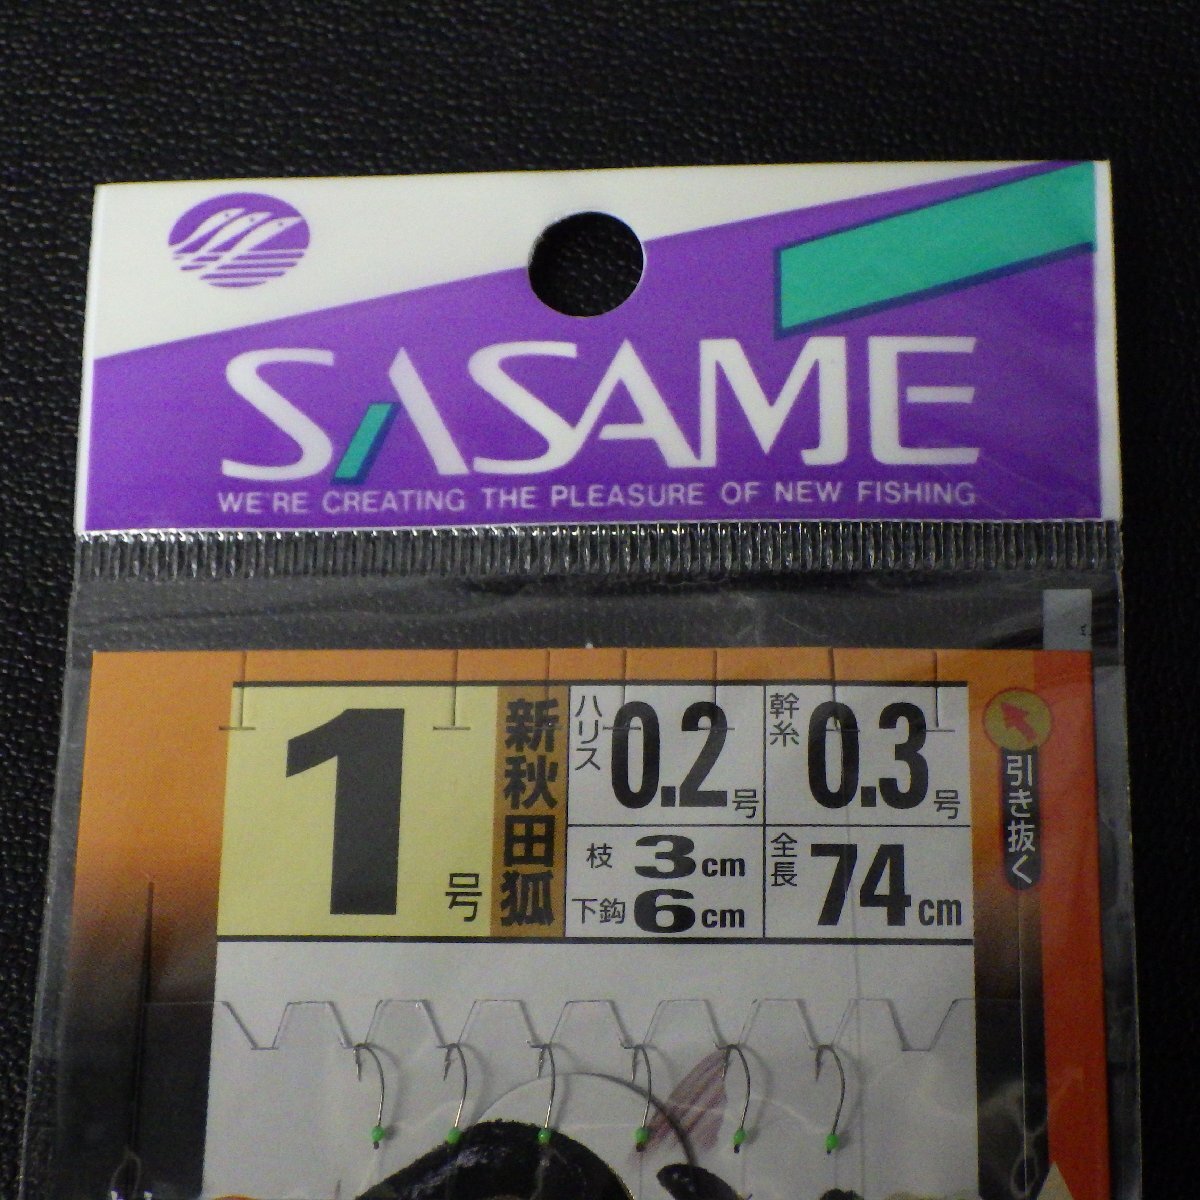 SASAME
WE'RE CREATING THE PLEASURE OF NEW FISHING
1号
新秋田狐
ハリス 0.2号
幹糸 0.3号
枝 3cm
下鈎 6cm
全長 74cm
引き抜く